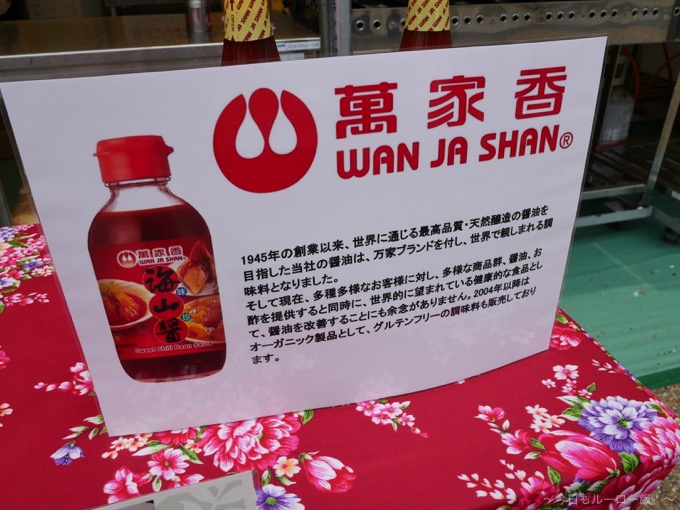 萬家香
WAN JA SHAN®
1945年の創業以来、世界に通じる最高品質・天然醸造の醤油を
目指した当社の醤油は、万家ブランドを付し、世界で親しまれる調
味料となりました。
そして現在、多種多様なお客様に対し、多様な商品群、醤油、お
酢を提供すると同時に、世界的に望まれている健康的な食品とし
て、醤油を改善することにも余念がありません。2004年以降は
オーガニック製品として、グルテンフリーの調味料も販売しており
ます。
萬家香
WAN JA SHAN
海山醬
味
珍
Sweet Chili Bean Sauce
~今日もルーロー飯~